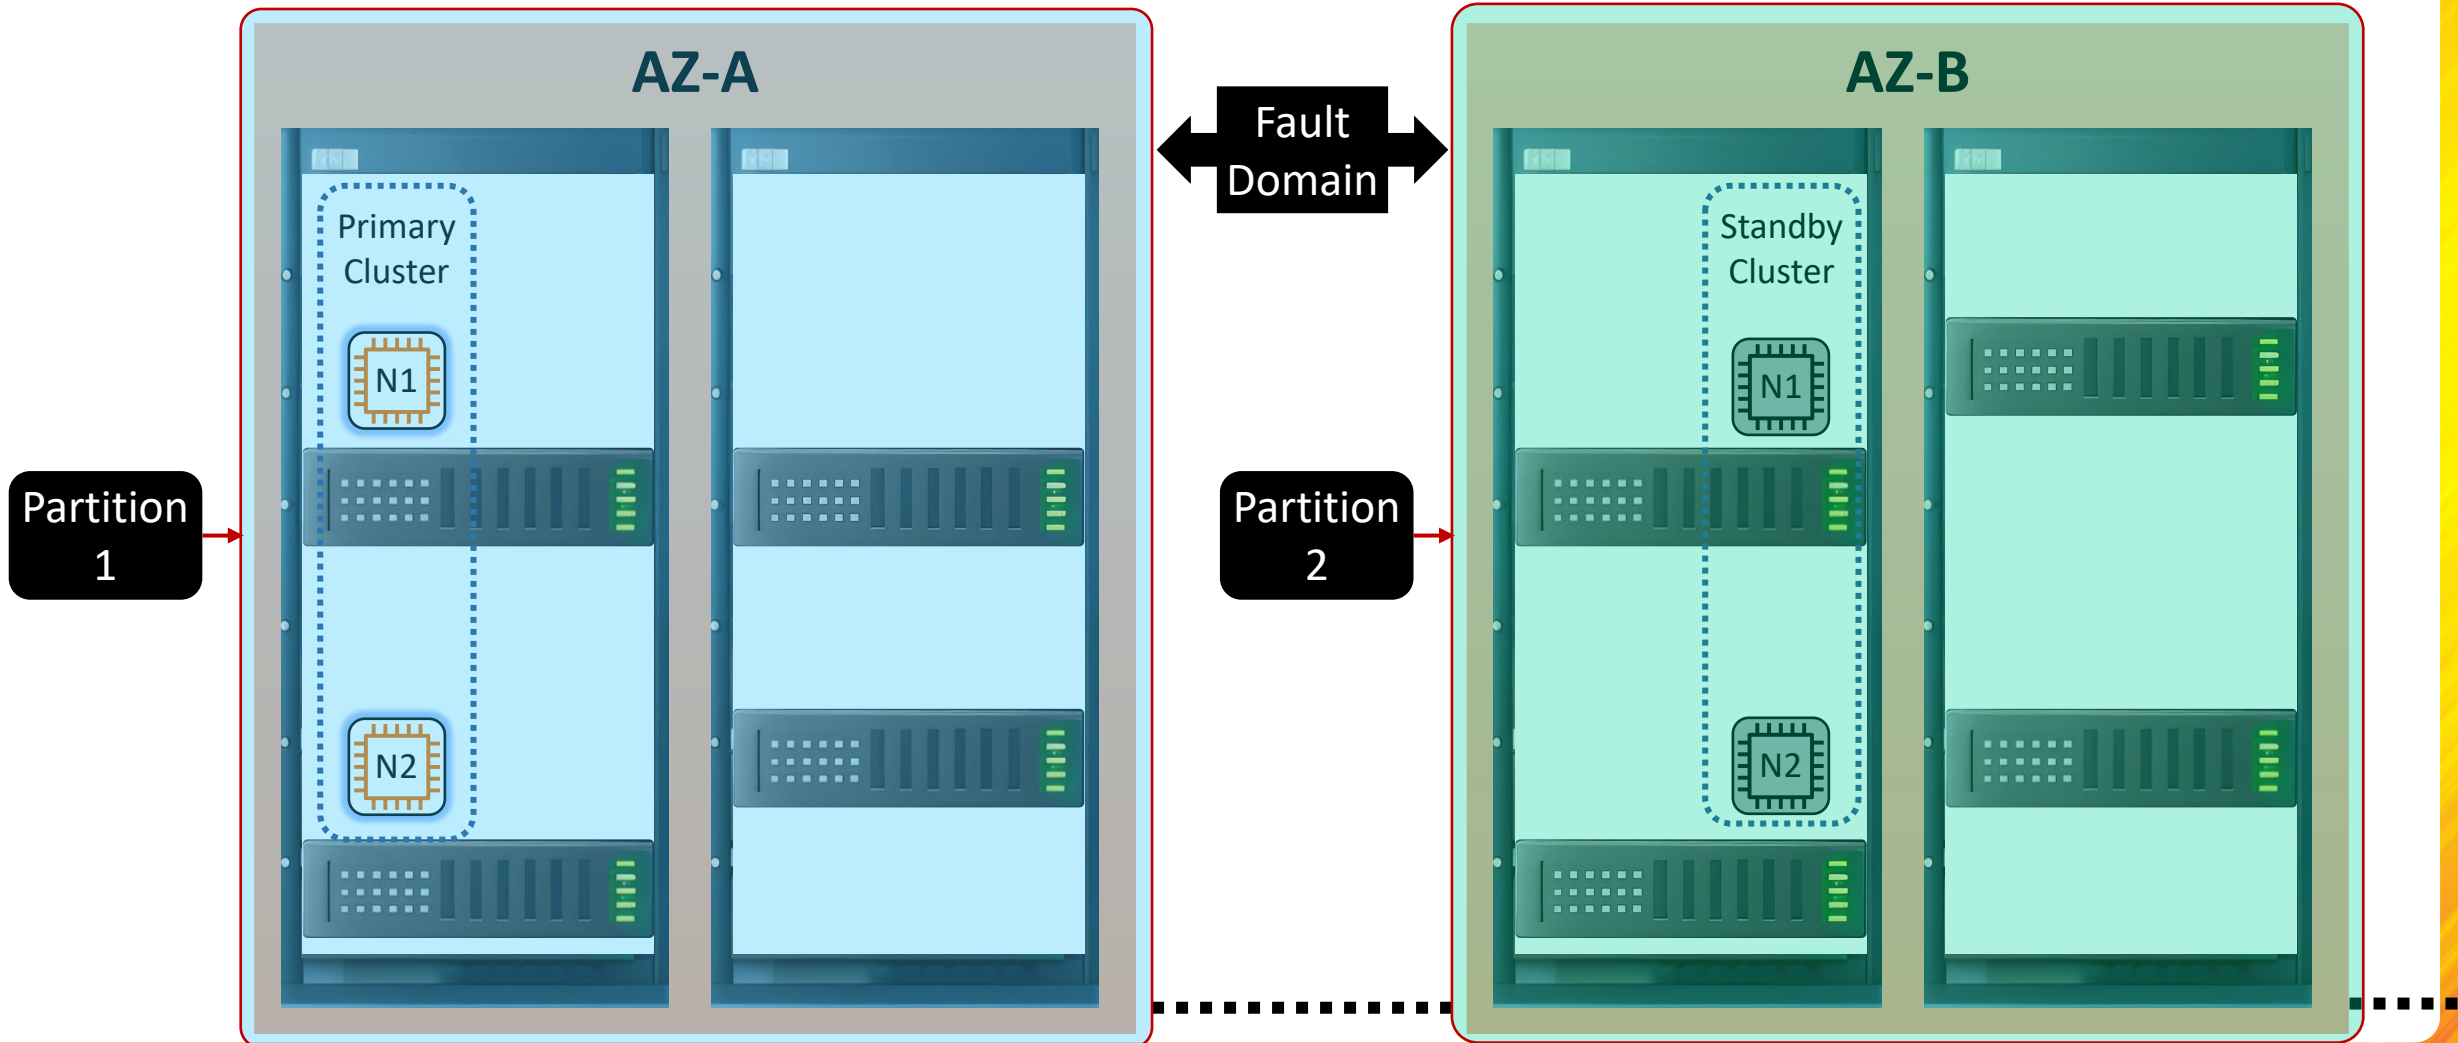 AZ-A
AZ-B
Fault
Domain
Primary
Cluster
Standby
Cluster
N1
N1
Partition
1
Partition
2
N2
N2